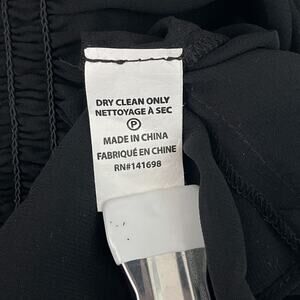 DRY CLEAN ONLY
NETTOYAGE À SEC
P
MADE IN CHINA
FABRIQUÉ EN CHINE
RN#141698